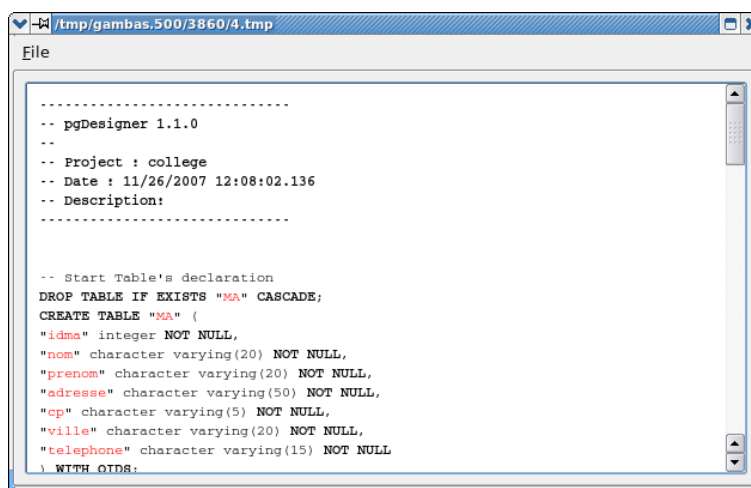 /tmp/gambas.500/3860/4.tmp
File
------------------------------
-- pgDesigner 1.1.0
--
-- Project : college
-- Date : 11/26/2007 12:08:02.136
-- Description:
------------------------------
-- Start Table's declaration
DROP TABLE IF EXISTS "MA" CASCADE;
CREATE TABLE "MA" (
"idma" integer NOT NULL,
"nom" character varying(20) NOT NULL,
"prenom" character varying(20) NOT NULL,
"adresse" character varying(50) NOT NULL,
"cp" character varying(5) NOT NULL,
"ville" character varying(20) NOT NULL,
"telephone" character varying(15) NOT NULL
) WITH OIDS;